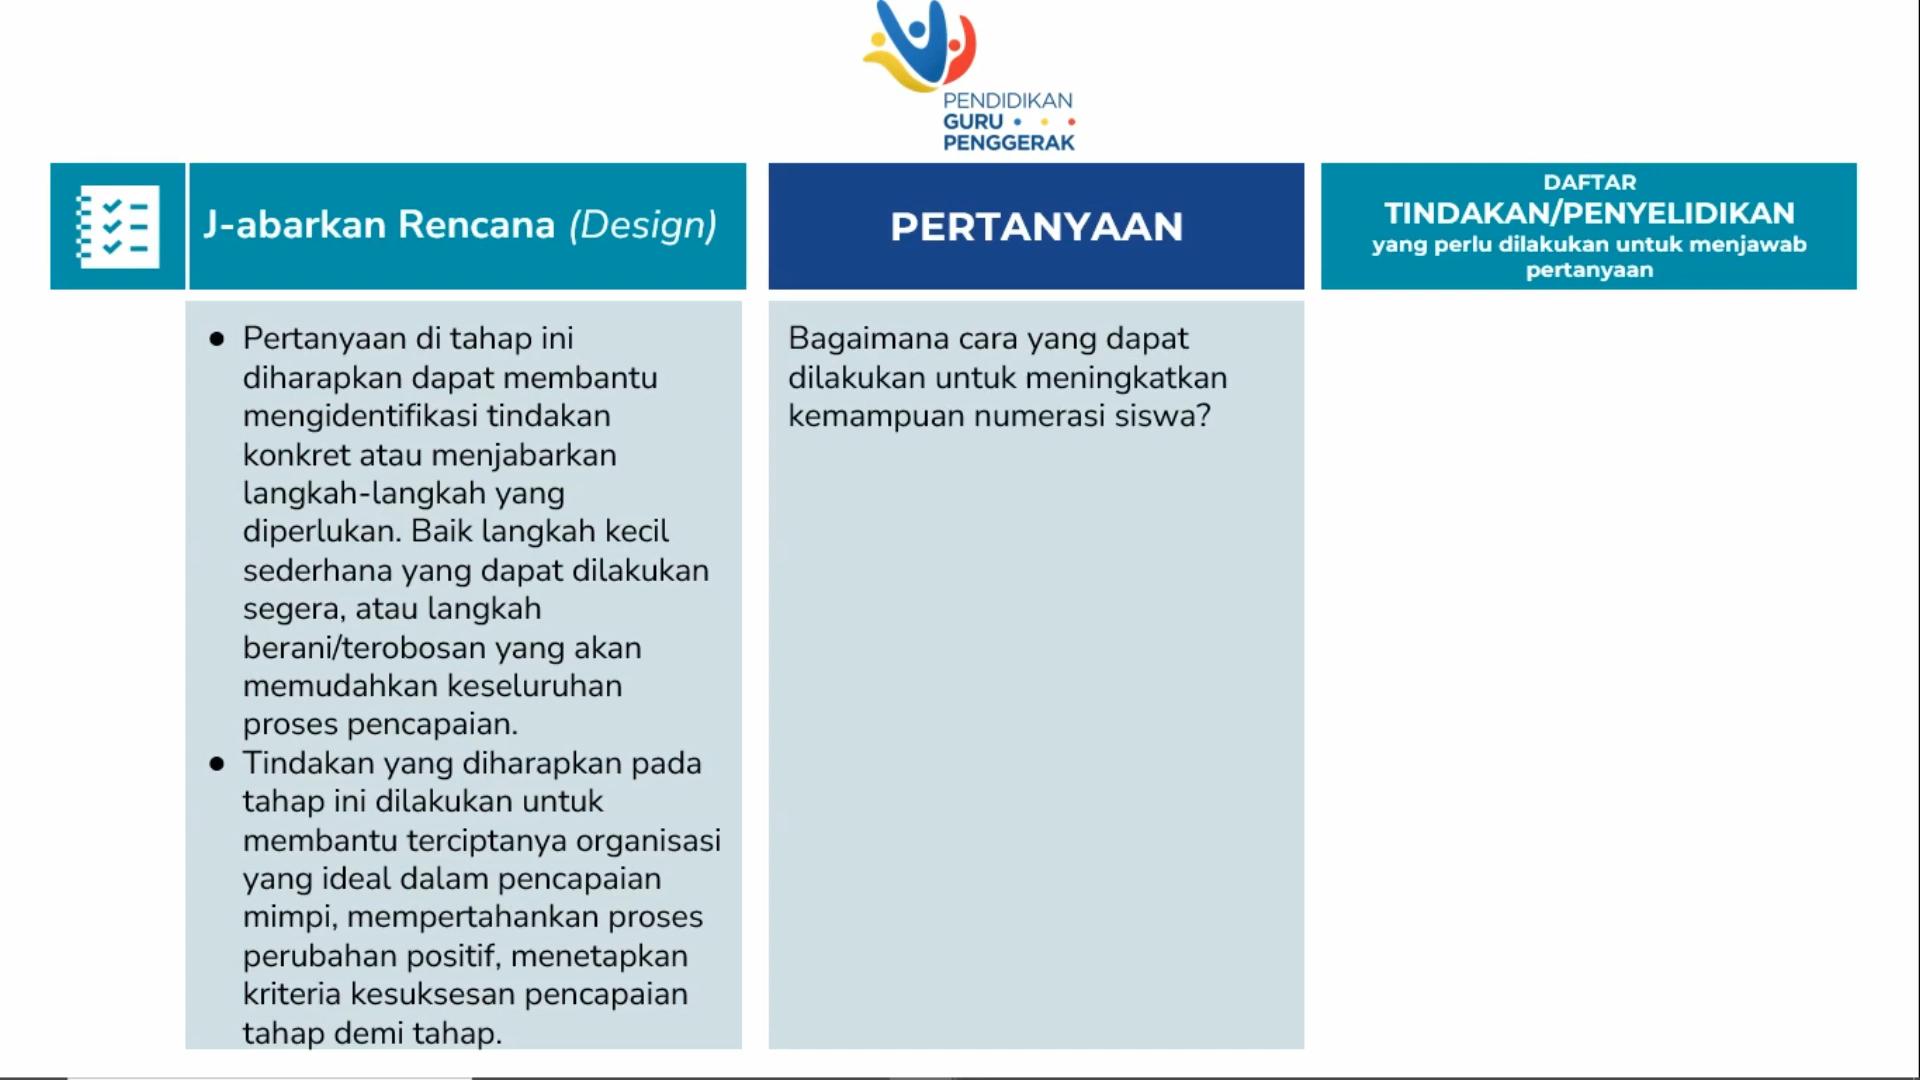 PENDIDIKAN
GURU
PENGGERAK
J-abarkan Rencana (Design)
PERTANYAAN
DAFTAR
TINDAKAN/PENYELIDIKAN
yang perlu dilakukan untuk menjawab
pertanyaan
● Pertanyaan di tahap ini
diharapkan dapat membantu
mengidentifikasi tindakan
konkret atau menjabarkan
langkah-langkah yang
diperlukan. Baik langkah kecil
sederhana yang dapat dilakukan
segera, atau langkah
berani/terobosan yang akan
memudahkan keseluruhan
proses pencapaian.
● Tindakan yang diharapkan pada
tahap ini dilakukan untuk
membantu terciptanya organisasi
yang ideal dalam pencapaian
mimpi, mempertahankan proses
perubahan positif, menetapkan
kriteria kesuksesan pencapaian
tahap demi tahap.
Bagaimana cara yang dapat
dilakukan untuk meningkatkan
kemampuan numerasi siswa?